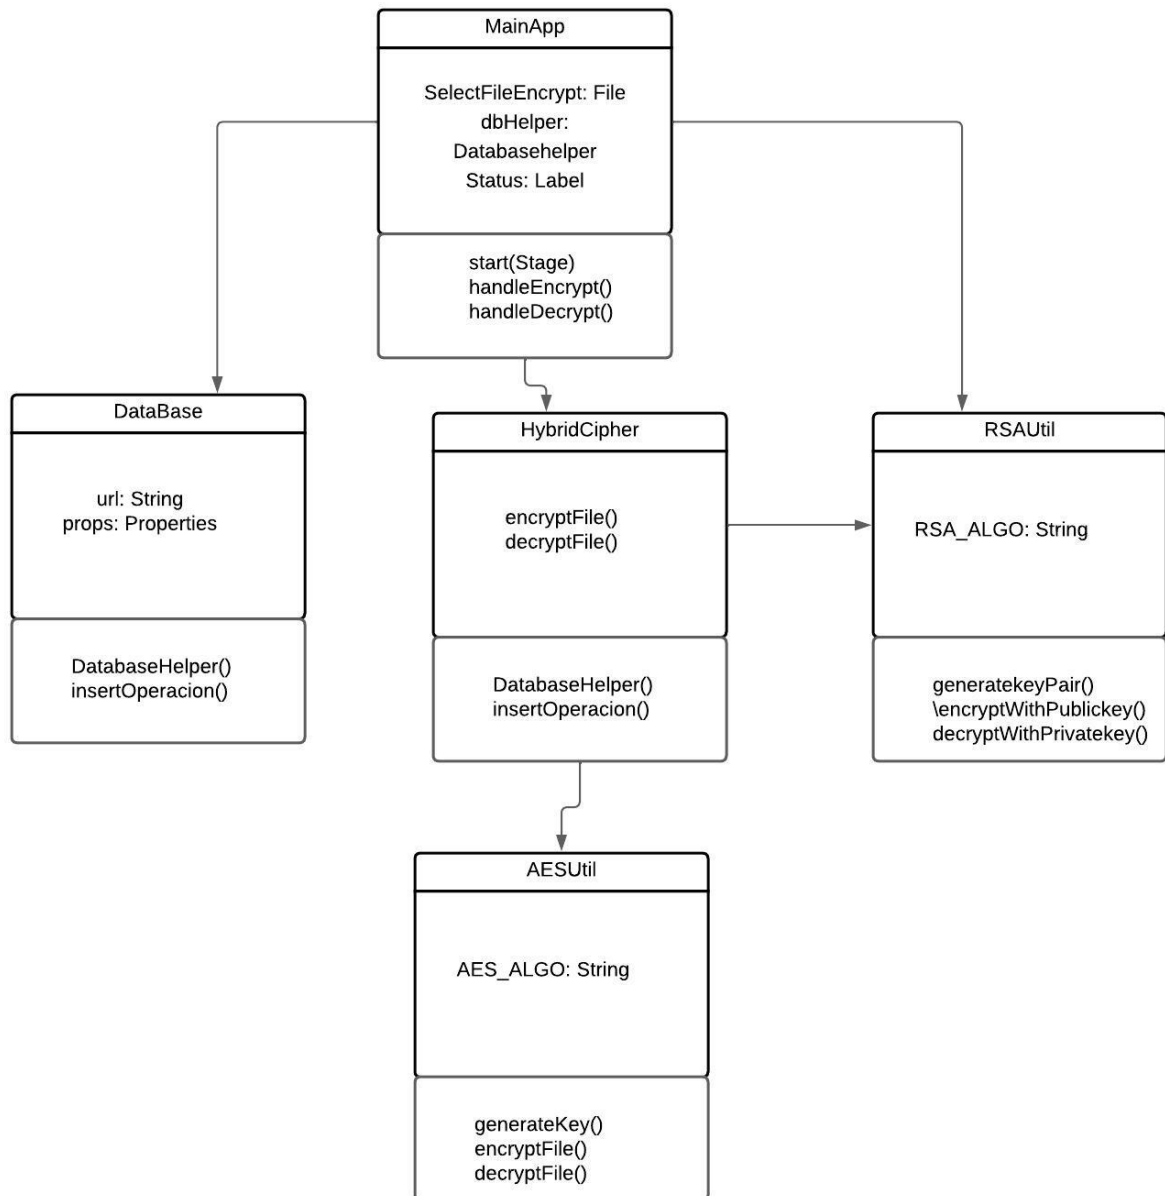 MainApp
SelectFileEncrypt: File
dbHelper:
Databasehelper
Status: Label
start(Stage)
handleEncrypt()
handleDecrypt()
DataBase
url: String
props: Properties
DatabaseHelper()
insertOperacion()
HybridCipher
encryptFile()
decryptFile()
DatabaseHelper()
insertOperacion()
RSAUtil
RSA_ALGO: String
generatekeyPair()
\encryptWithPublickey()
decryptWithPrivatekey()
AESUtil
AES_ALGO: String
generateKey()
encryptFile()
decryptFile()